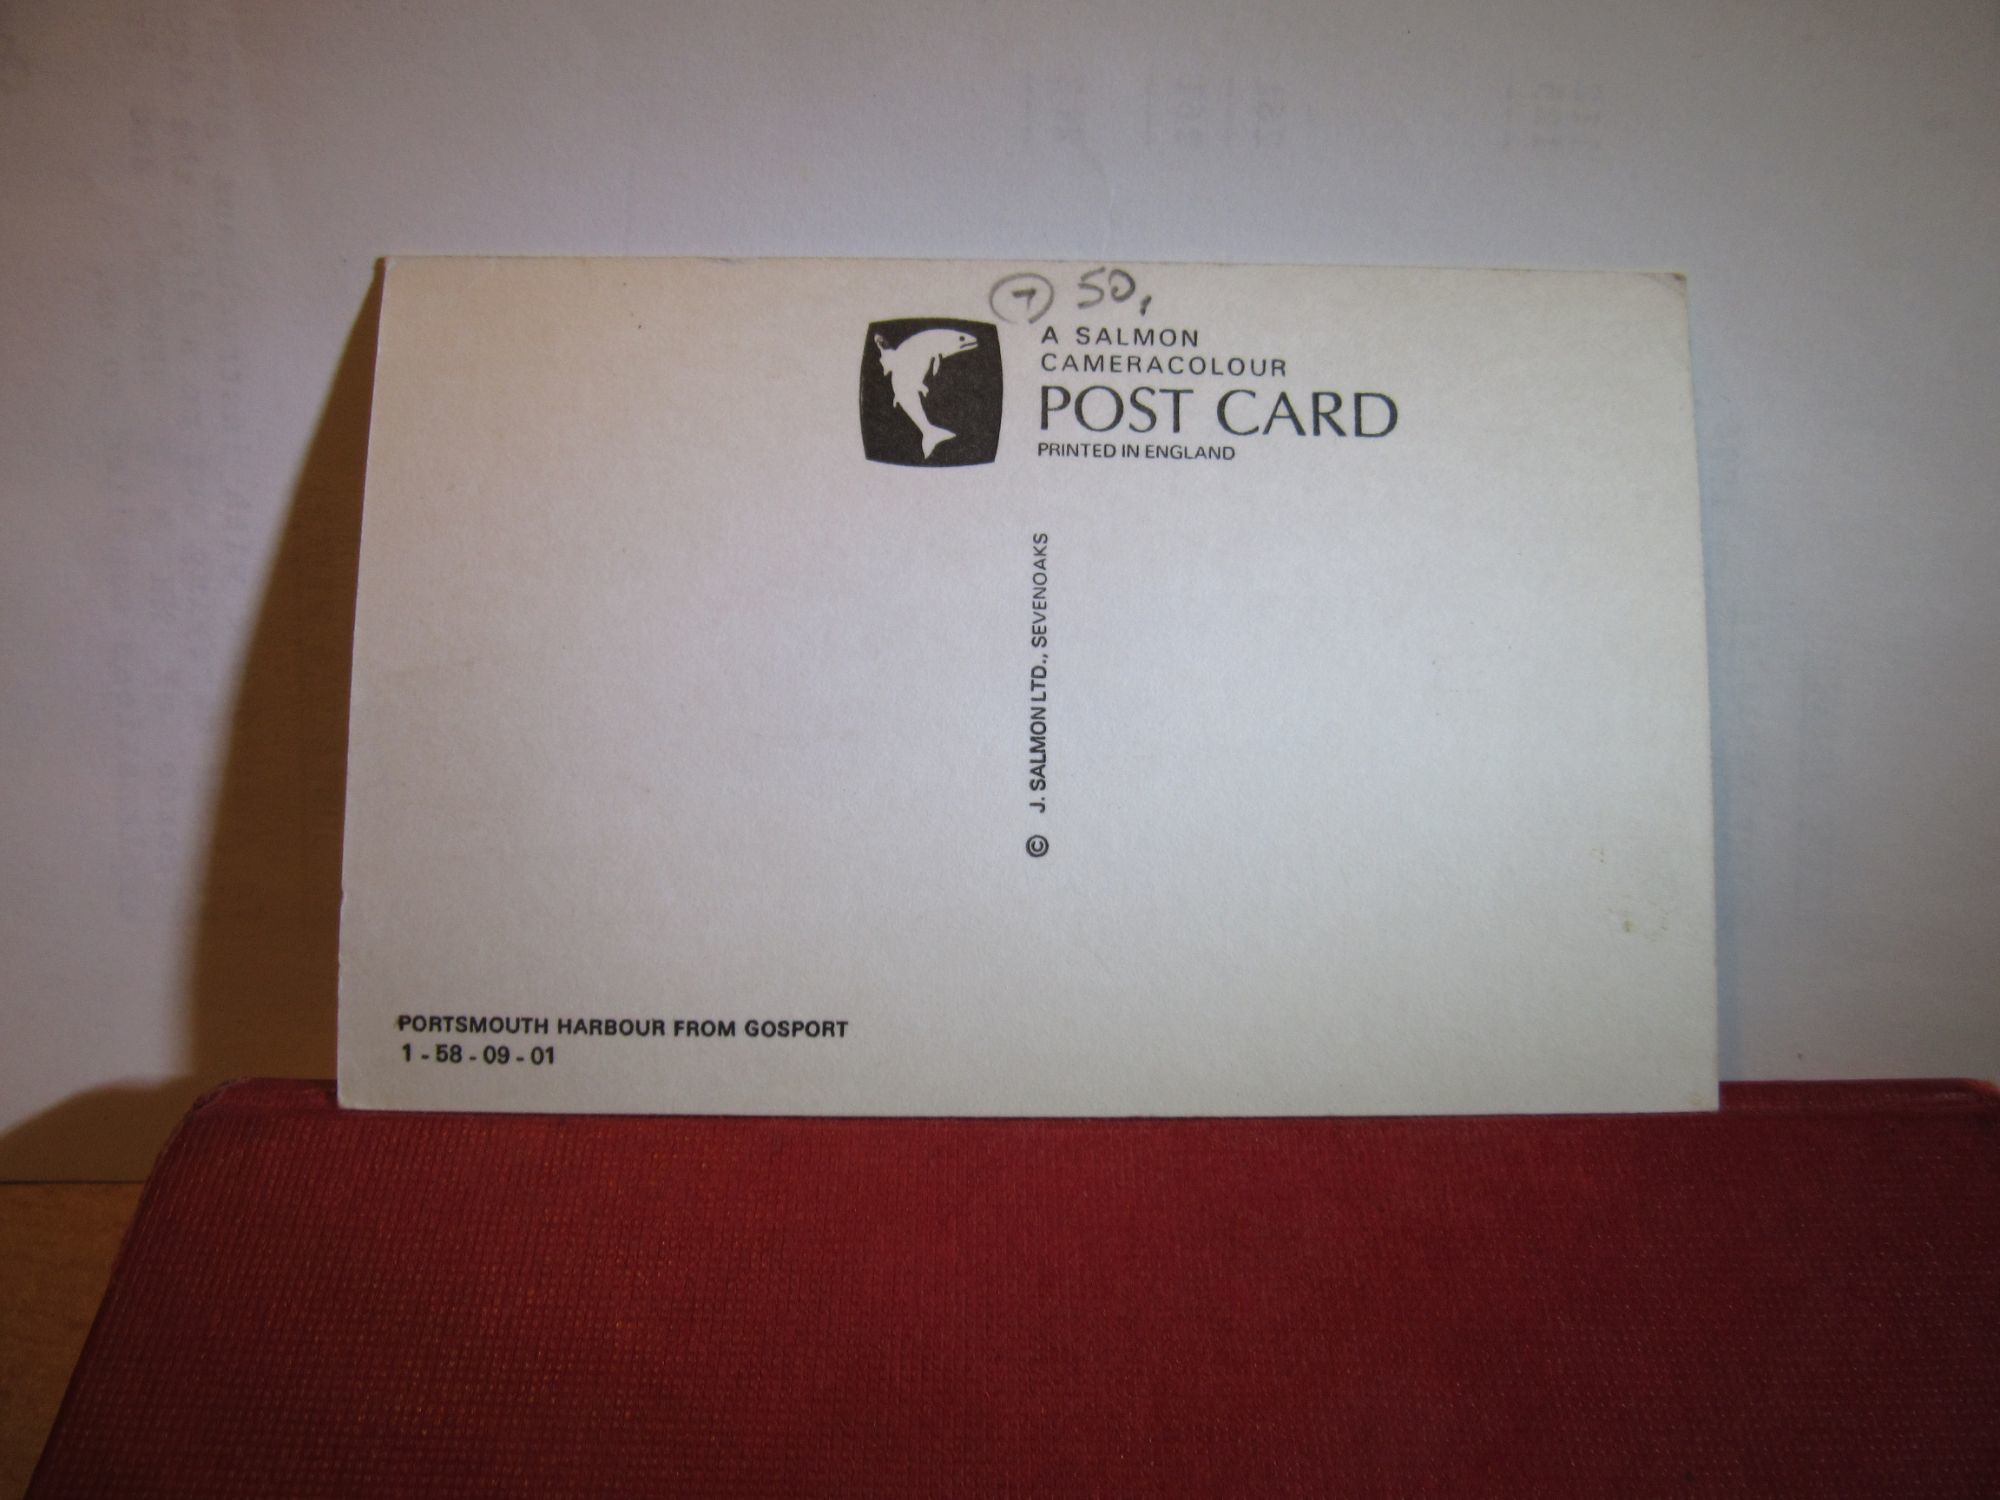 50,
A SALMON
CAMERACOLOUR
POST CARD
PRINTED IN ENGLAND
© J. SALMON LTD., SEVENOAKS
PORTSMOUTH HARBOUR FROM GOSPORT
1 - 58 - 09 - 01